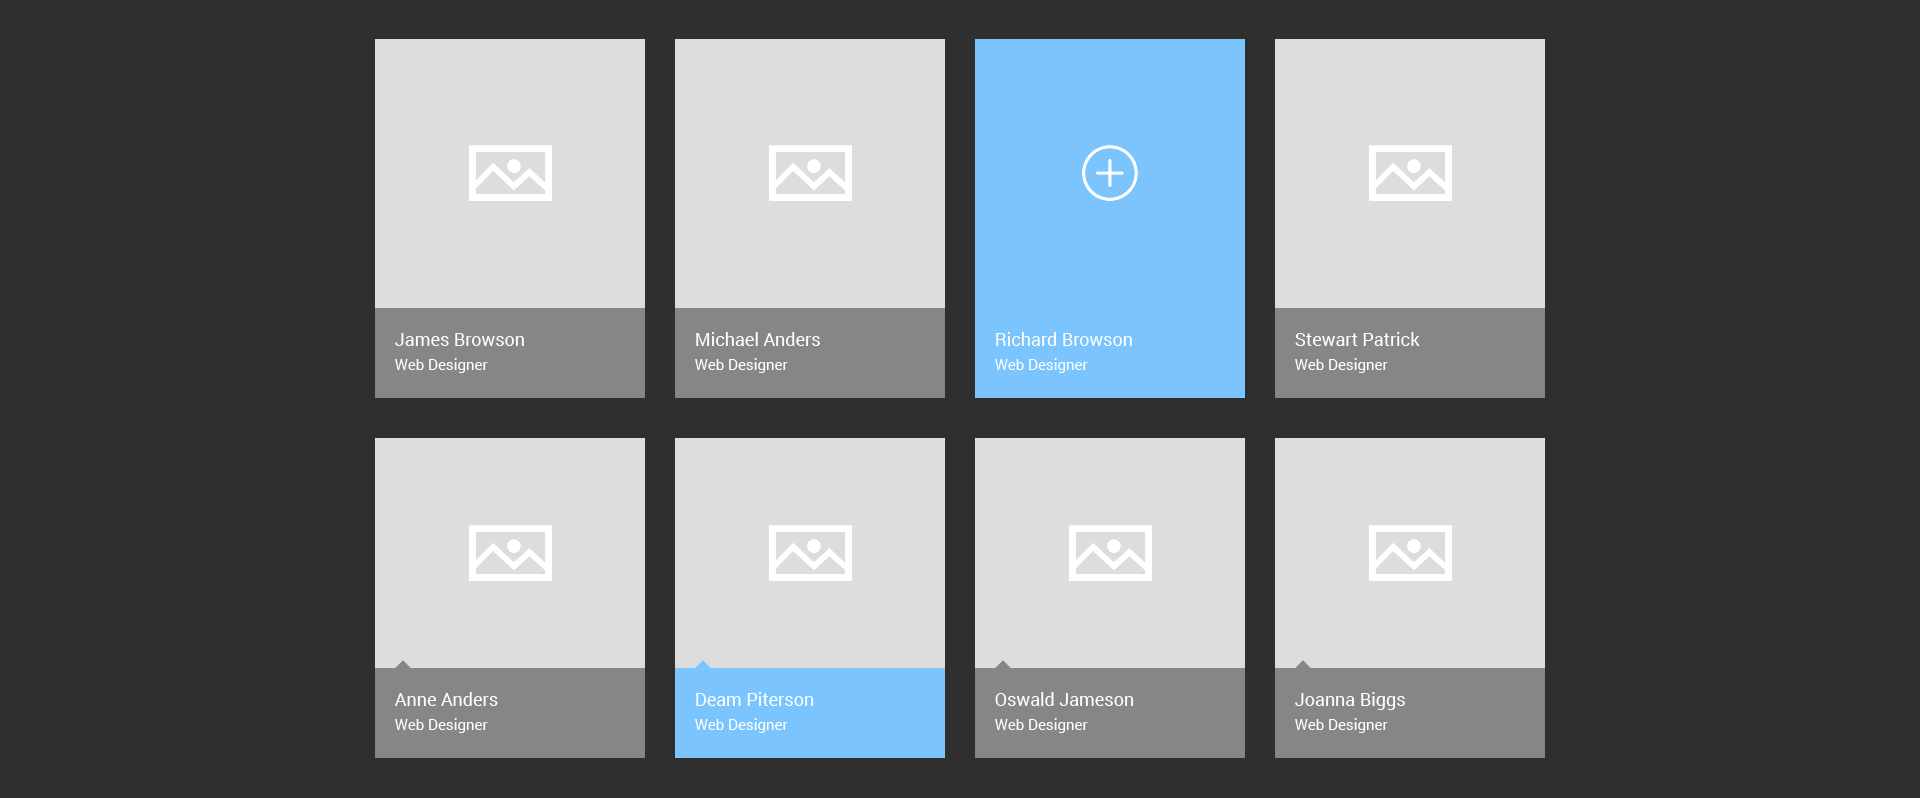 James Browson
Web Designer
Michael Anders
Web Designer
Richard Browson
Web Designer
Stewart Patrick
Web Designer
Anne Anders
Web Designer
Deam Piterson
Web Designer
Oswald Jameson
Web Designer
Joanna Biggs
Web Designer